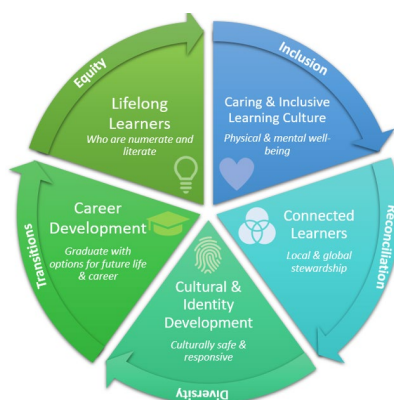 Equity
Lifelong
Learners
Who are numerate and
literate
Inclusion
Caring & Inclusive
Learning Culture
Physical & mental well-
being
Reconciliation
Connected
Learners
Local & global
stewardship
Diversity
Cultural &
Identity
Development
Culturally safe &
responsive
Transitions
Career
Development
Graduate with
options for future life
& career